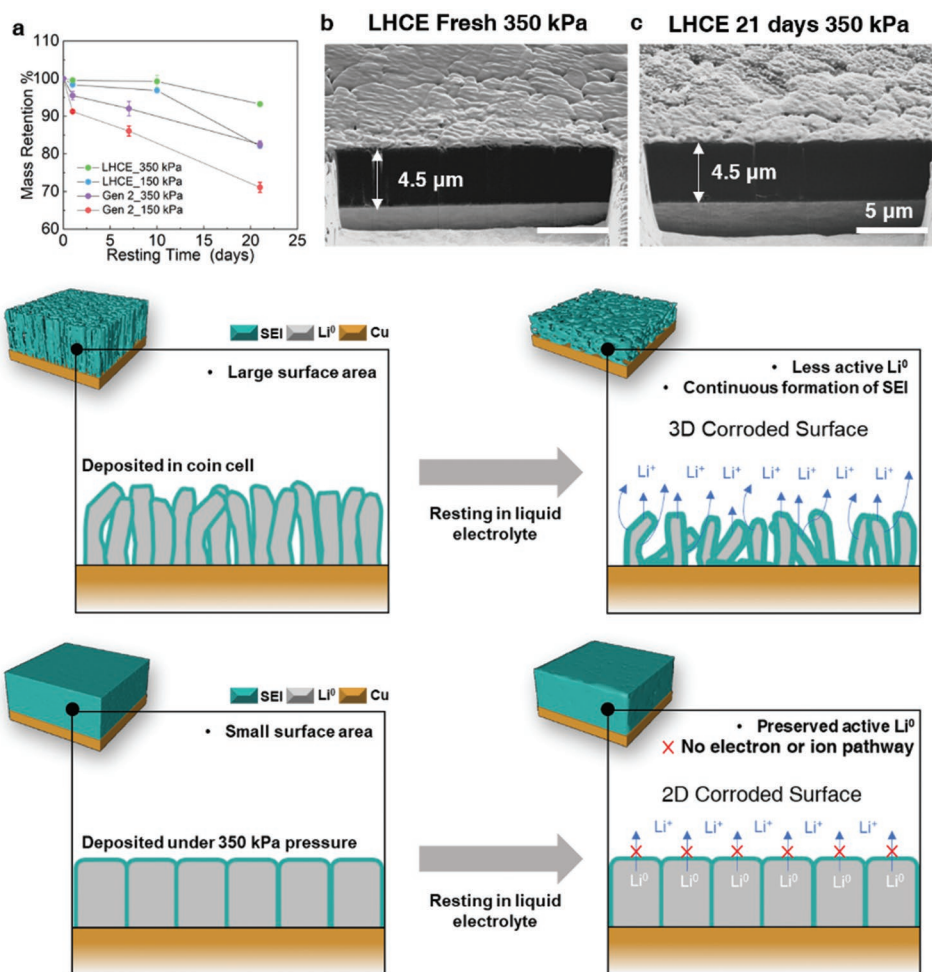 a
110
100
90
80
70
60
Mass Retention %
LHCE_350 kPa
LHCE_150 kPa
Gen 2_350 kPa
Gen 2_150 kPa
0 5 10 15 20 25
Resting Time (days)
b LHCE Fresh 350 kPa
4.5 µm
c LHCE 21 days 350 kPa
4.5 µm
5 µm
SEI Li⁰ Cu
• Large surface area
Deposited in coin cell
Resting in liquid
electrolyte
• Less active Li⁰
• Continuous formation of SEI
3D Corroded Surface
Li⁺ Li⁺ Li⁺ Li⁺ Li⁺ Li⁺
SEI Li⁰ Cu
• Small surface area
Deposited under 350 kPa pressure
Resting in liquid
electrolyte
• Preserved active Li⁰
× No electron or ion pathway
2D Corroded Surface
Li⁺ Li⁺ Li⁺ Li⁺ Li⁺
Li⁰ Li⁰ Li⁰ Li⁰ Li⁰ Li⁰